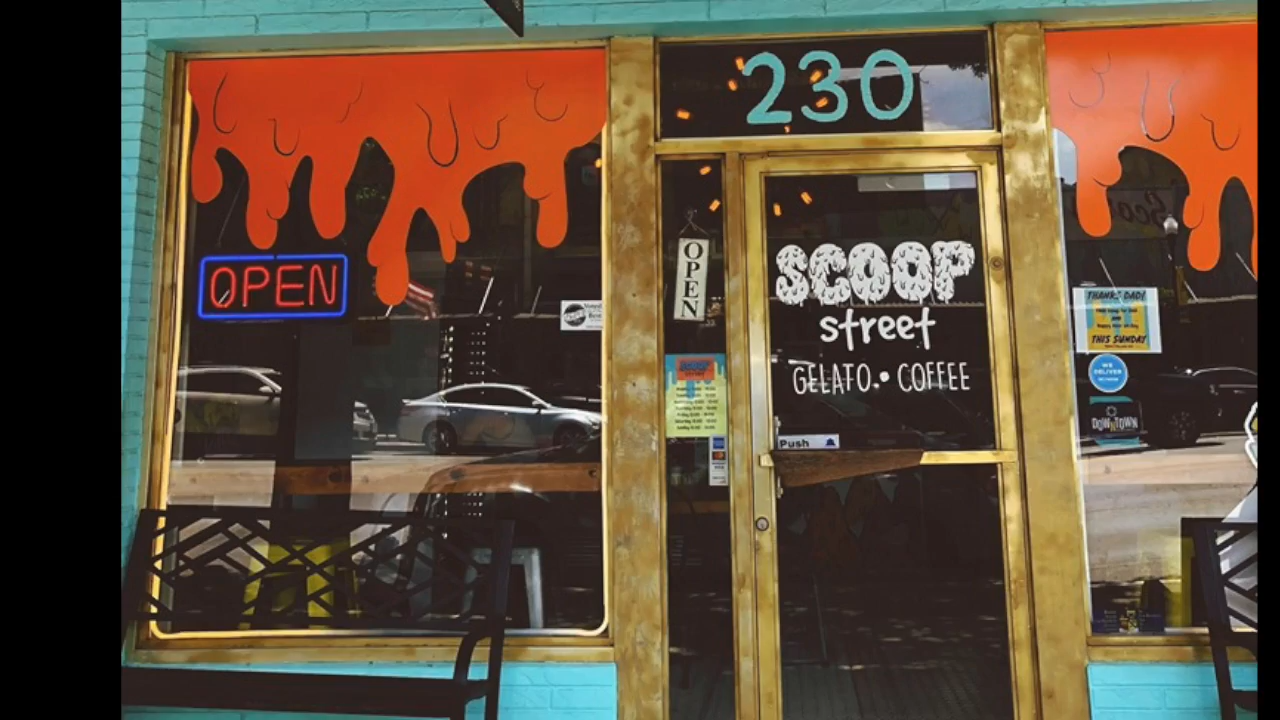 230
OPEN
OPEN
SCOOP
street
GELATO • COFFEE
Push
THANKS DAD!
THIS SUNDAY
WE
DELIVER
DOWNTOWN